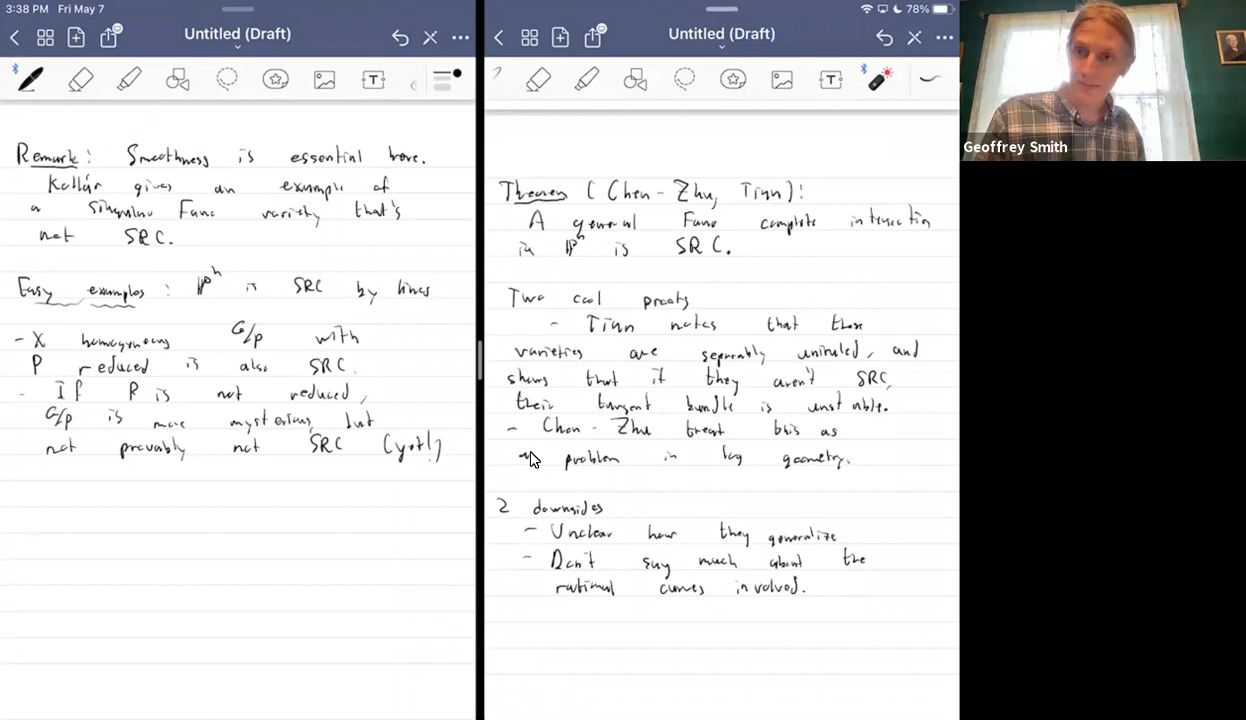 3:38 PM Fri May 7
78%
Untitled (Draft)
Untitled (Draft)
Geoffrey Smith
Remark: Smoothness is essential here.
Kollár gives an example of
a singular Fano variety that's
not SRC.
Easy examples: ℙⁿ is SRC by lines
- X homogeneous G/P with
P reduced is also SRC.
- If P is not reduced,
G/P is more mysterious, but
not provably not SRC (yet!)
Theorem (Chen-Zhu, Tian):
A general Fano complete intersection
in ℙⁿ is SRC.
Two cool proofs
- Tian notes that these
varieties are separably uniruled, and
shows that if they aren't SRC,
their tangent bundle is unstable.
- Chen-Zhu treat this as
problem in log geometry.
2 downsides
- Unclear how they generalize
- Don't say much about the
rational curves involved.